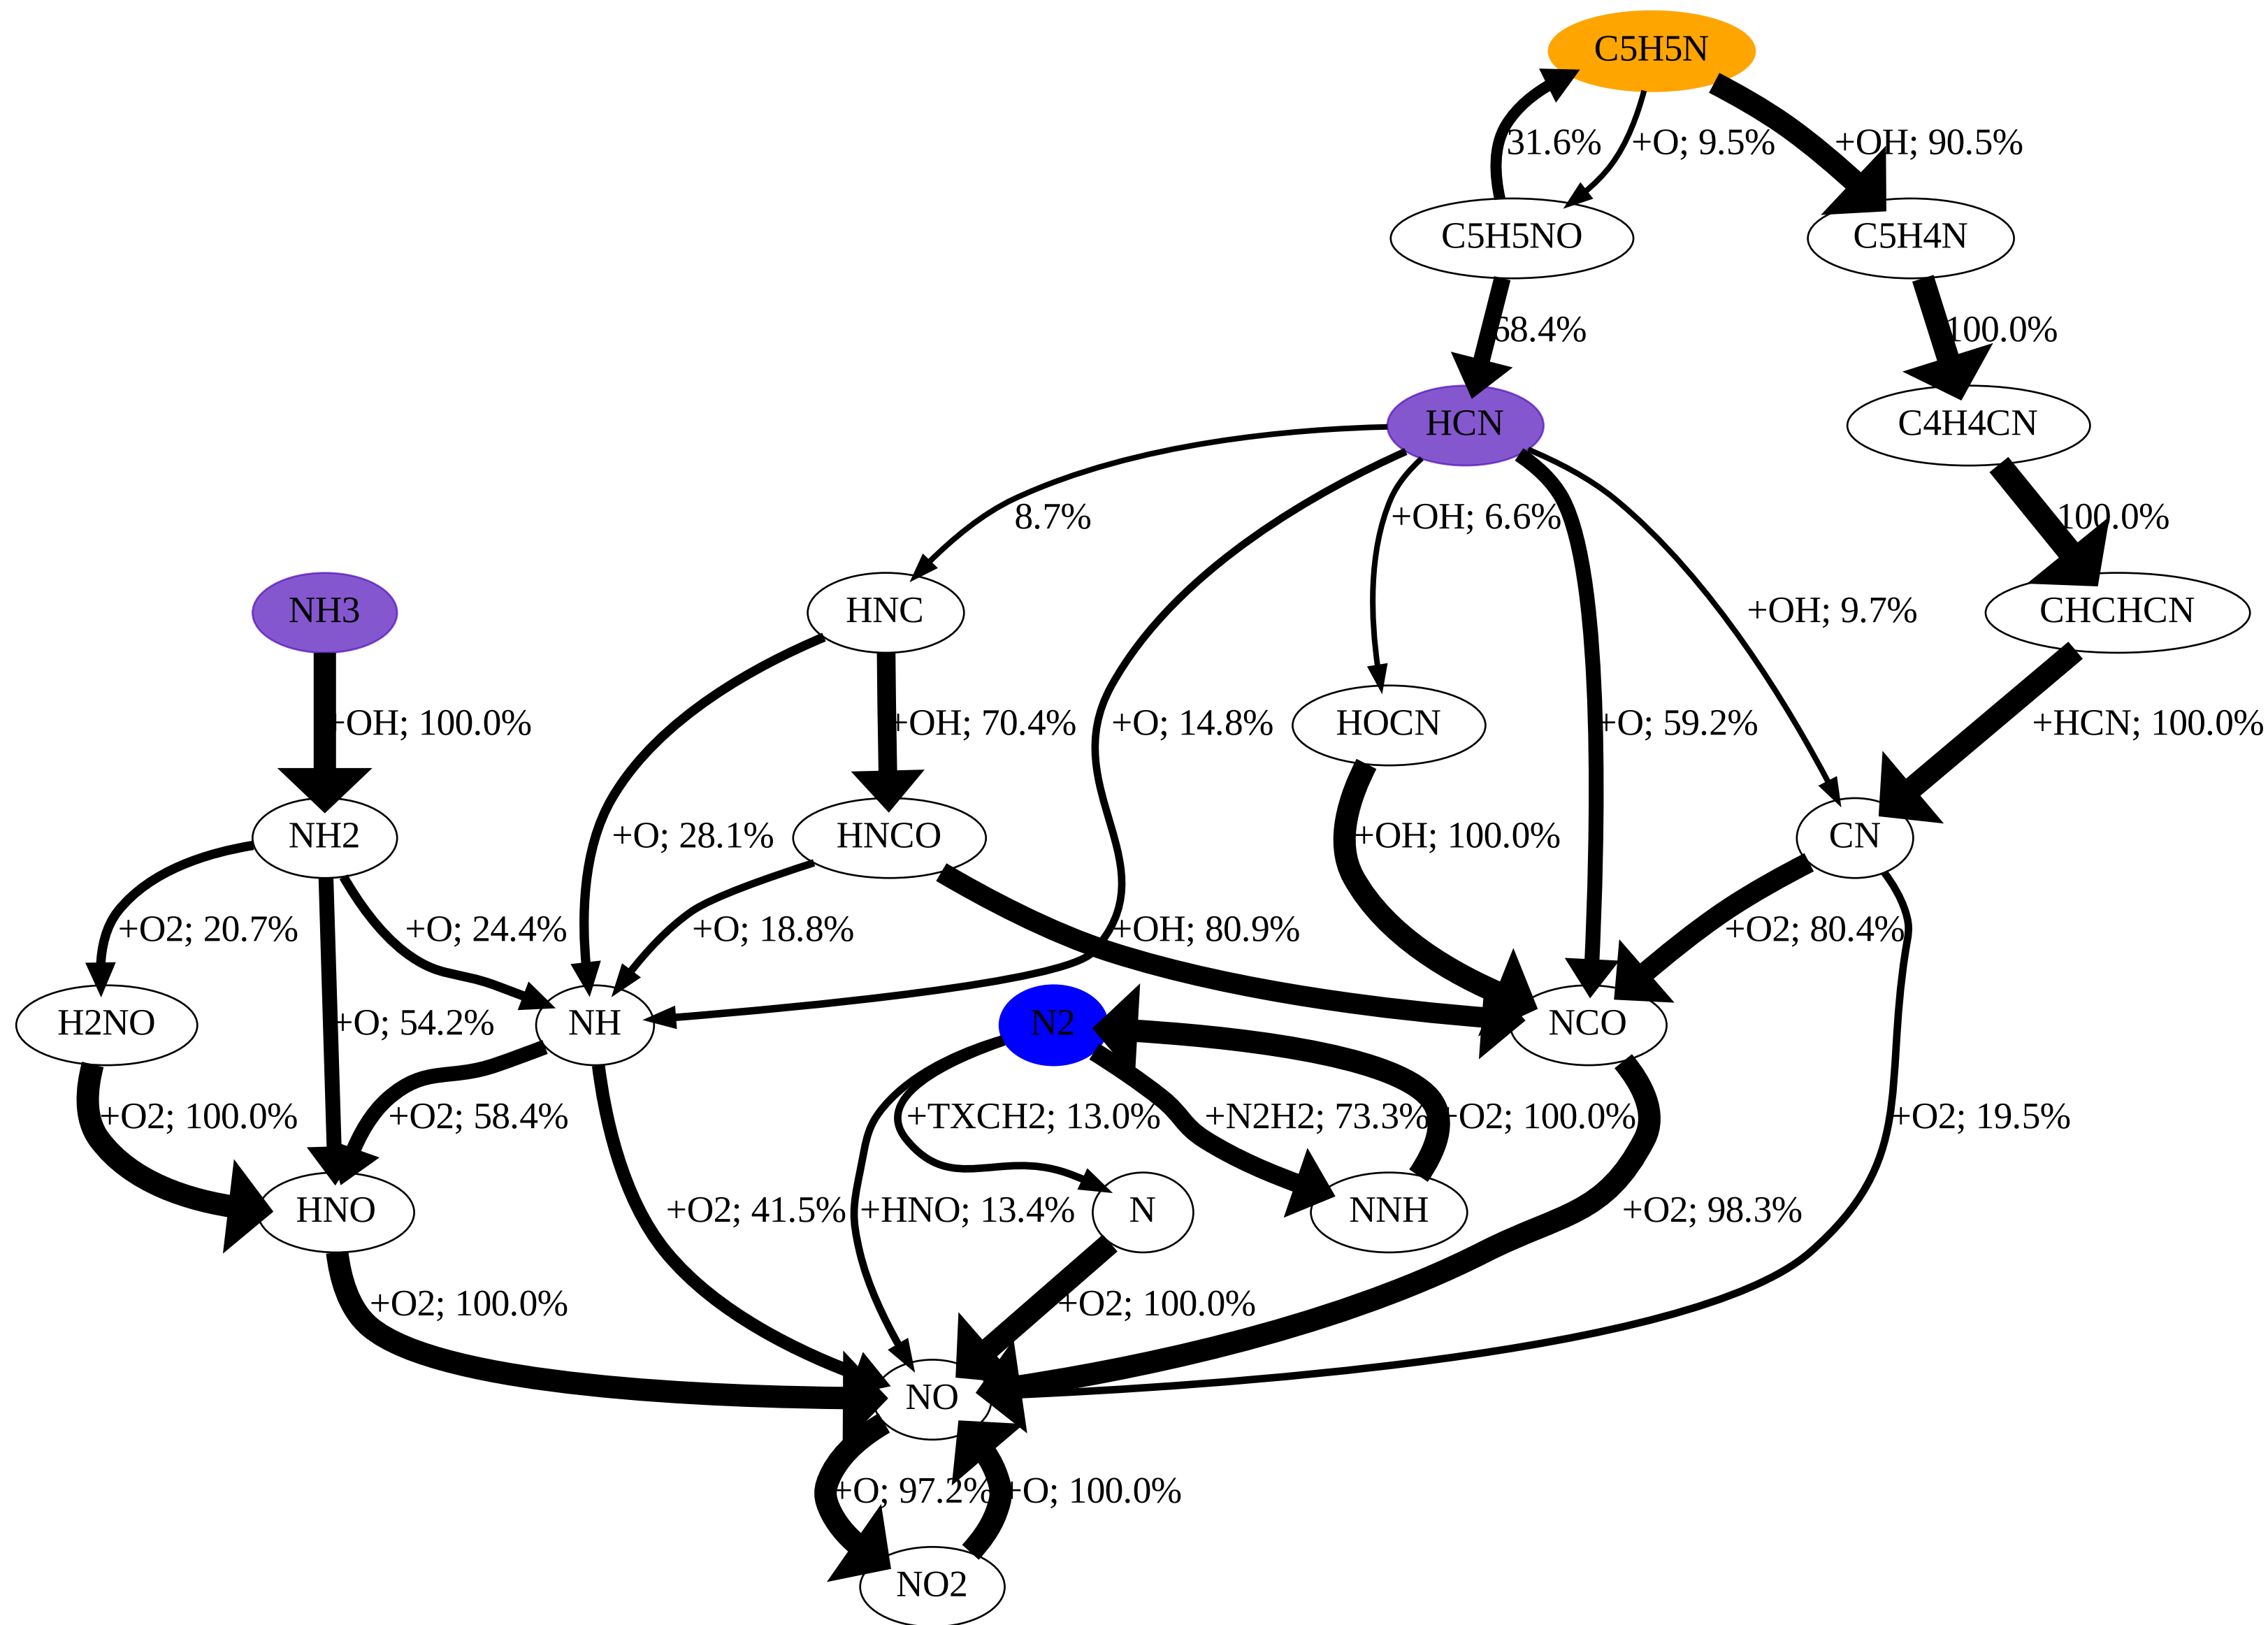 C5H5N
31.6%
+O; 9.5%
+OH; 90.5%
C5H5NO
C5H4N
68.4%
100.0%
HCN
C4H4CN
8.7%
+OH; 6.6%
100.0%
NH3
HNC
+OH; 9.7%
CHCHCN
+OH; 100.0%
+OH; 70.4%
+O; 14.8%
HOCN
+O; 59.2%
+HCN; 100.0%
NH2
+O; 28.1%
HNCO
+OH; 100.0%
CN
+O2; 20.7%
+O; 24.4%
+O; 18.8%
+OH; 80.9%
+O2; 80.4%
H2NO
+O; 54.2%
NH
N2
NCO
+O2; 100.0%
+O2; 58.4%
+TXCH2; 13.0%
+N2H2; 73.3%
+O2; 100.0%
+O2; 19.5%
HNO
+O2; 41.5%
+HNO; 13.4%
N
NNH
+O2; 98.3%
+O2; 100.0%
+O2; 100.0%
NO
+O; 97.2%
+O; 100.0%
NO2